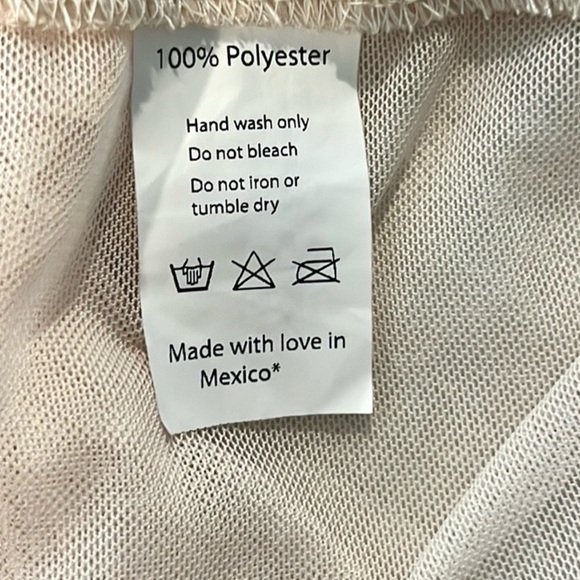 100% Polyester
Hand wash only
Do not bleach
Do not iron or
tumble dry
Made with love in
Mexico*